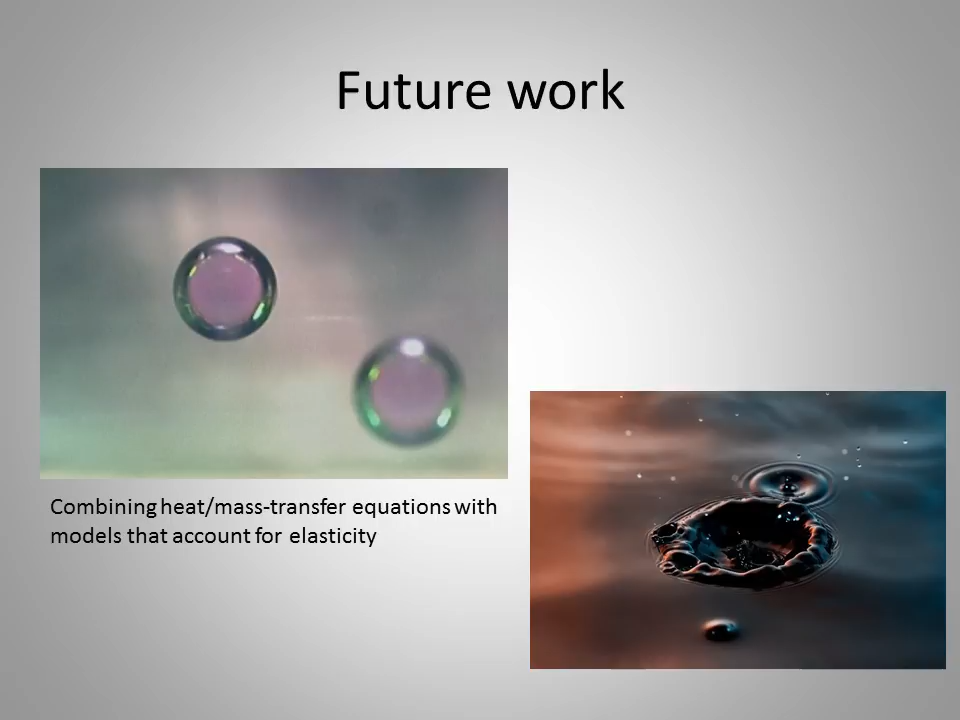 Future work
Combining heat/mass-transfer equations with
models that account for elasticity